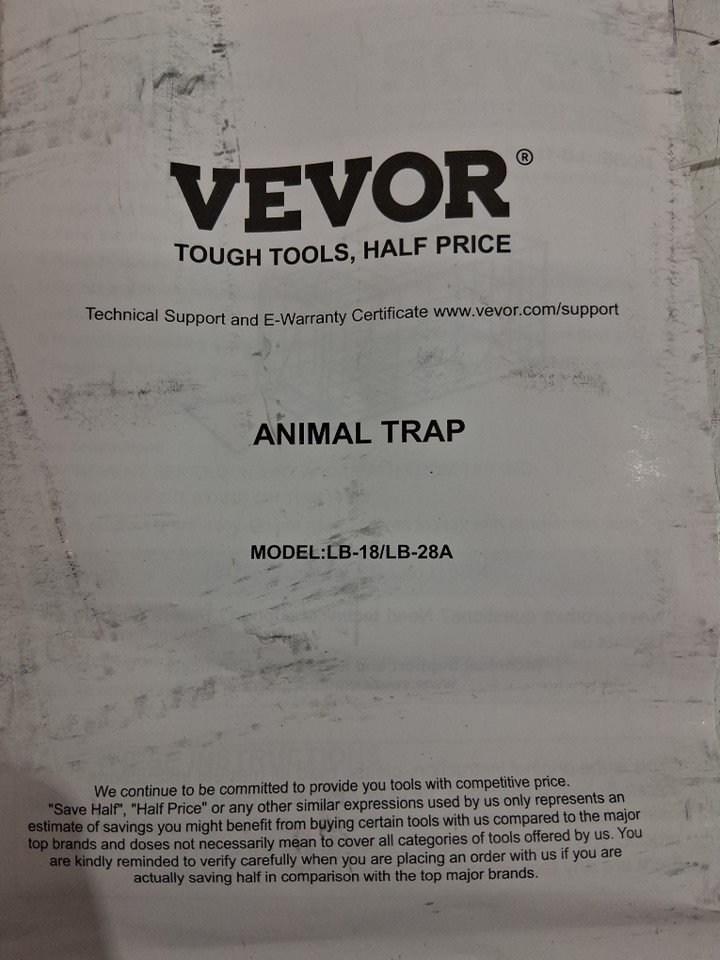 VEVOR®
TOUGH TOOLS, HALF PRICE
Technical Support and E-Warranty Certificate www.vevor.com/support
ANIMAL TRAP
MODEL:LB-18/LB-28A
We continue to be committed to provide you tools with competitive price.
"Save Half", "Half Price" or any other similar expressions used by us only represents an
estimate of savings you might benefit from buying certain tools with us compared to the major
top brands and doses not necessarily mean to cover all categories of tools offered by us. You
are kindly reminded to verify carefully when you are placing an order with us if you are
actually saving half in comparison with the top major brands.